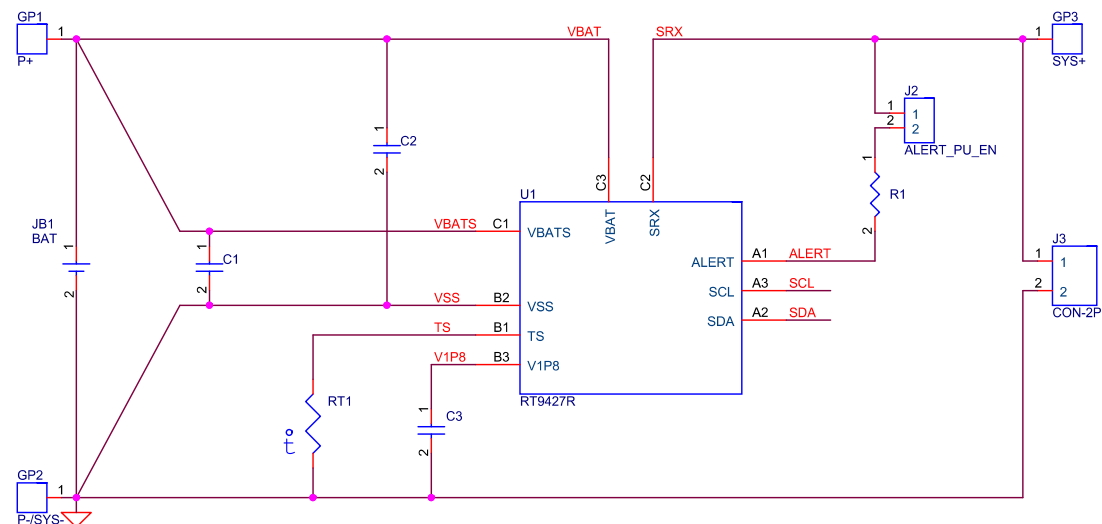 GP1
1
P+
VBAT
SRX
GP3
1
SYS+
J2
1
1
2
2
ALERT_PU_EN
1
C2
2
1
R1
2
C3
C2
U1
VBATS
C1
VBATS
VBAT
SRX
JB1
BAT
1
2
1
C1
2
ALERT
A1
ALERT
SCL
A3
SCL
SDA
A2
SDA
J3
1
1
2
2
CON-2P
VSS
B2
VSS
TS
B1
TS
V1P8
B3
V1P8
RT9427R
RT1
t°
1
C3
2
GP2
1
P-/SYS-